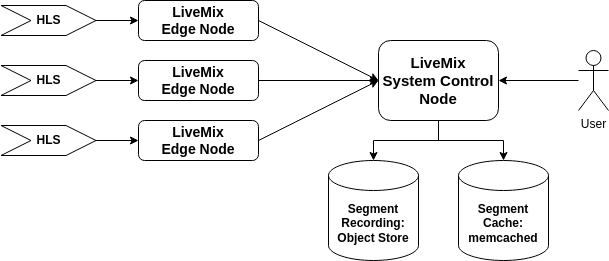 HLS
LiveMix
Edge Node
HLS
LiveMix
Edge Node
HLS
LiveMix
Edge Node
LiveMix
System Control
Node
User
Segment
Recording:
Object Store
Segment
Cache:
memcached